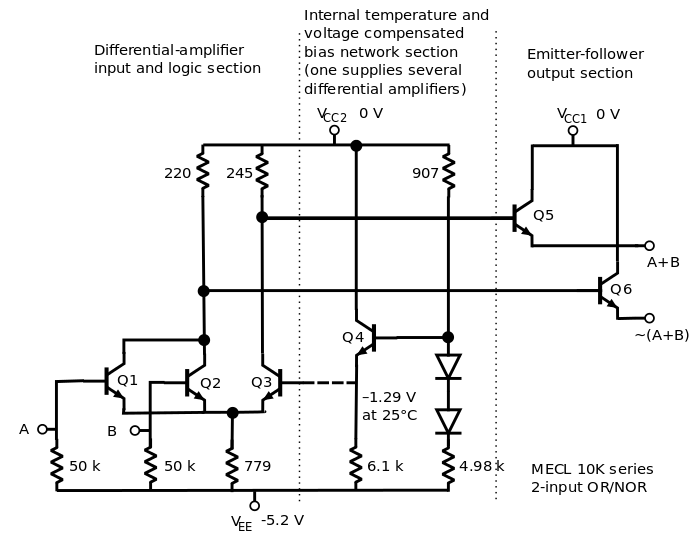 Differential-amplifier
input and logic section
Internal temperature and
voltage compensated
bias network section
(one supplies several
differential amplifiers)
Emitter-follower
output section
VCC2 0 V
VCC1 0 V
220
245
907
Q5
A+B
Q6
~(A+B)
Q4
Q1
Q2
Q3
–1.29 V
at 25°C
A
B
50 k
50 k
779
6.1 k
4.98 k
MECL 10K series
2-input OR/NOR
VEE -5.2 V